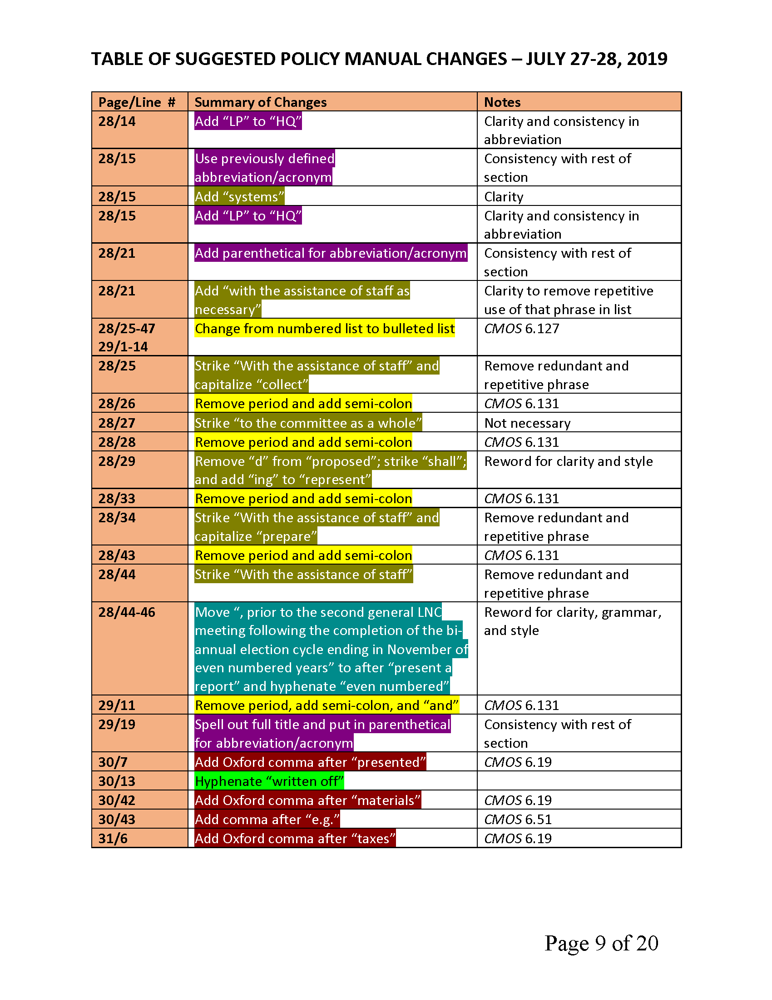 TABLE OF SUGGESTED POLICY MANUAL CHANGES – JULY 27-28, 2019
Page/Line # Summary of Changes Notes
28/14 Add “LP” to “HQ” Clarity and consistency in
abbreviation
28/15 Use previously defined Consistency with rest of
abbreviation/acronym section
28/15 Add “systems” Clarity
28/15 Add “LP” to “HQ” Clarity and consistency in
abbreviation
28/21 Add parenthetical for abbreviation/acronym Consistency with rest of
section
28/21 Add “with the assistance of staff as Clarity to remove repetitive
necessary” use of that phrase in list
28/25-47 Change from numbered list to bulleted list CMOS 6.127
29/1-14
28/25 Strike “With the assistance of staff” and Remove redundant and
capitalize “collect” repetitive phrase
28/26 Remove period and add semi-colon CMOS 6.131
28/27 Strike “to the committee as a whole” Not necessary
28/28 Remove period and add semi-colon CMOS 6.131
28/29 Remove “d” from “proposed”; strike “shall”; Reword for clarity and style
and add “ing” to “represent”
28/33 Remove period and add semi-colon CMOS 6.131
28/34 Strike “With the assistance of staff” and Remove redundant and
capitalize “prepare” repetitive phrase
28/43 Remove period and add semi-colon CMOS 6.131
28/44 Strike “With the assistance of staff” Remove redundant and
repetitive phrase
28/44-46 Move “, prior to the second general LNC Reword for clarity, grammar,
meeting following the completion of the bi- and style
annual election cycle ending in November of
even numbered years” to after “present a
report” and hyphenate “even numbered”
29/11 Remove period, add semi-colon, and “and” CMOS 6.131
29/19 Spell out full title and put in parenthetical Consistency with rest of
for abbreviation/acronym section
30/7 Add Oxford comma after “presented” CMOS 6.19
30/13 Hyphenate “written off”
30/42 Add Oxford comma after “materials” CMOS 6.19
30/43 Add comma after “e.g.” CMOS 6.51
31/6 Add Oxford comma after “taxes” CMOS 6.19
Page 9 of 20